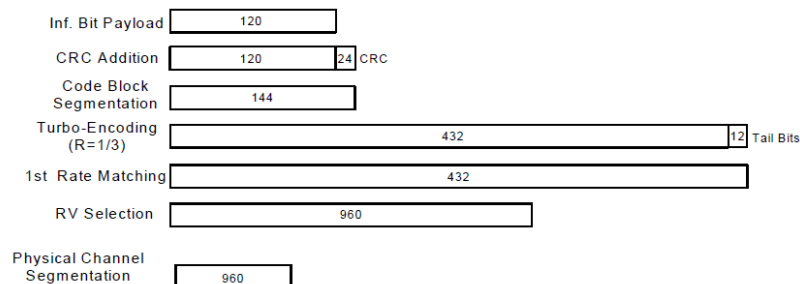 Inf. Bit Payload 120
CRC Addition 120 24 CRC
Code Block
Segmentation 144
Turbo-Encoding
(R=1/3) 432 12 Tail Bits
1st Rate Matching 432
RV Selection 960
Physical Channel
Segmentation 960